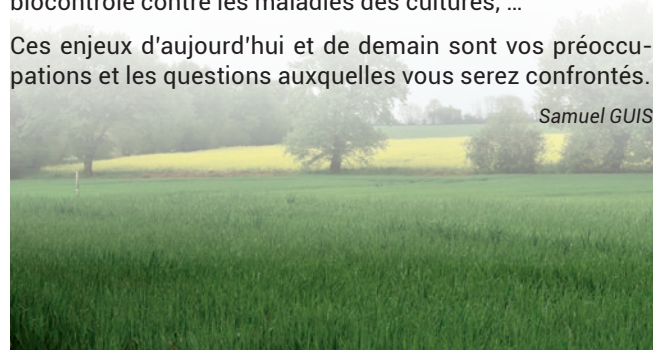 biocontrôle contre les maladies des cultures, ...
Ces enjeux d'aujourd'hui et de demain sont vos préoccu-
pations et les questions auxquelles vous serez confrontés.
Samuel GUIS